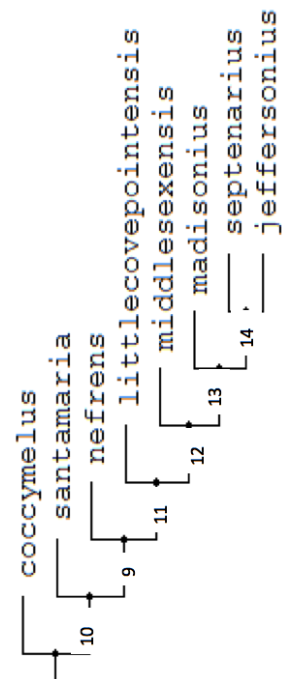 coccymelus
santamaria
nefrens
littlecovepointensis
middlesexensis
madisonius
septenarius
jeffersonius
10
9
11
12
13
14